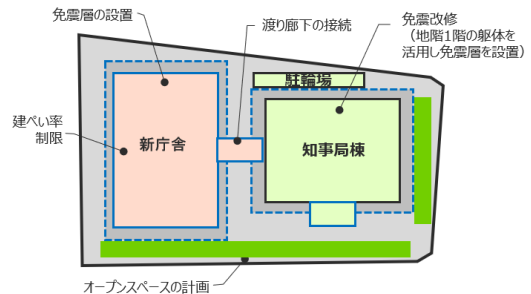 免震層の設置
渡り廊下の接続
免震改修
（地階1階の躯体を
活用し免震層を設置）
駐輪場
建ぺい率
制限
新庁舎
知事局棟
オープンスペースの計画